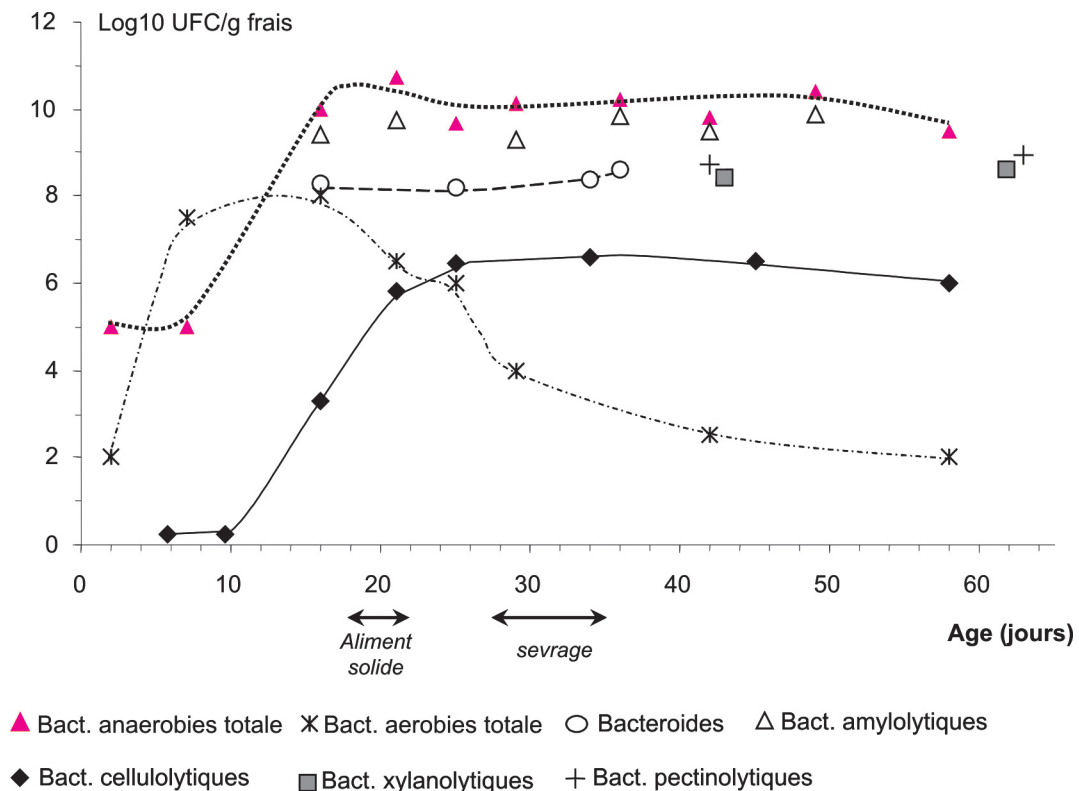 Log10 UFC/g frais
12
10
8
6
4
2
0
0 10 20 30 40 50 60
Age (jours)
Aliment
solide
sevrage
Bact. anaerobies totale Bact. aerobies totale Bacteroides Bact. amylolytiques
Bact. cellulolytiques Bact. xylanolytiques Bact. pectinolytiques